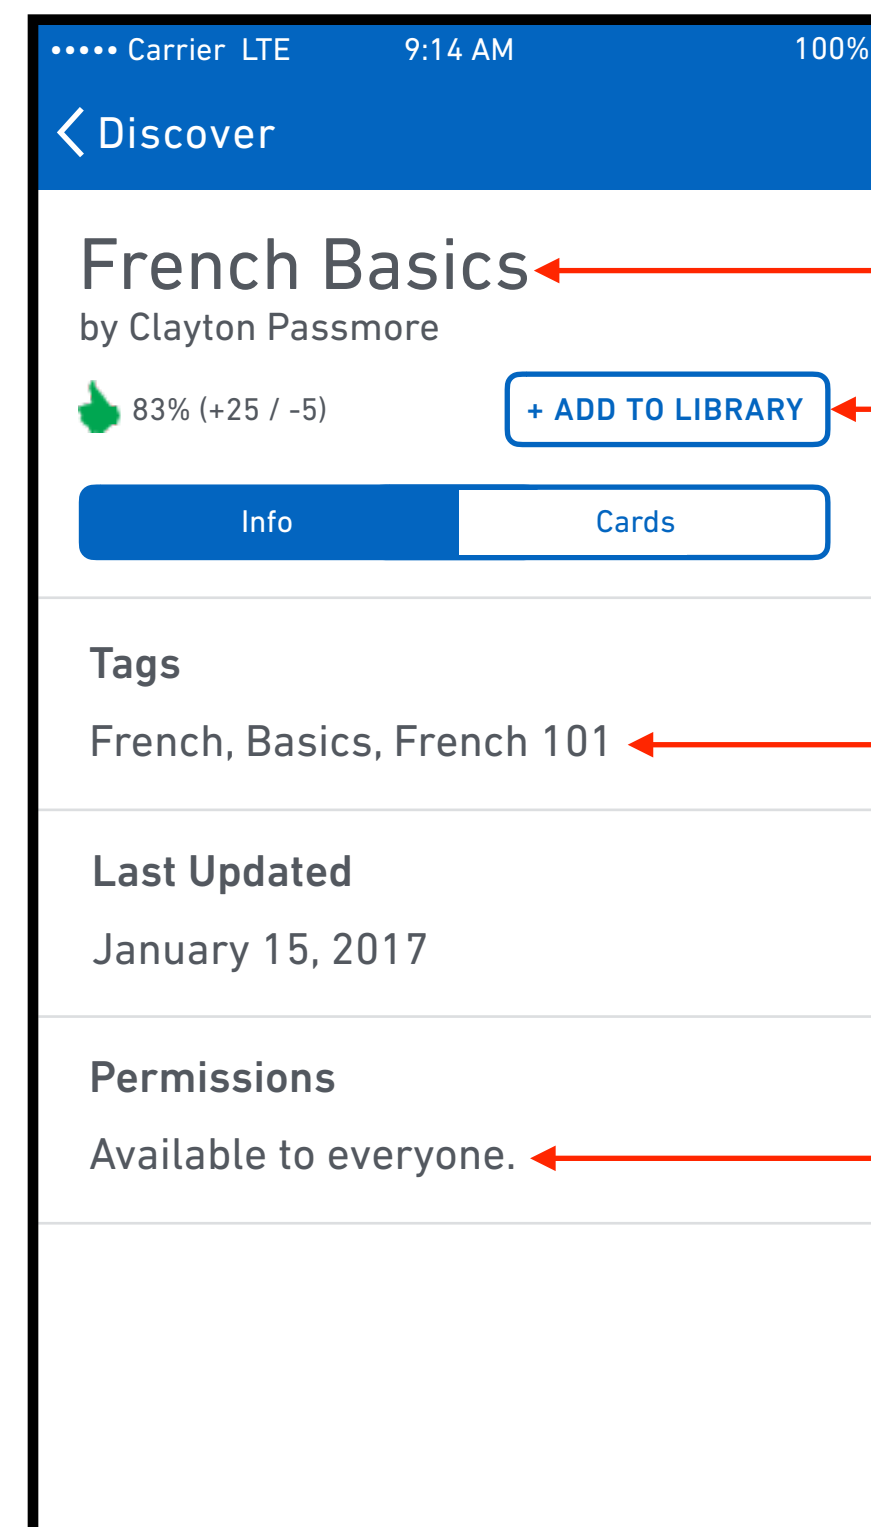 ••••• Carrier LTE 9:14 AM 100%
Discover
French Basics
by Clayton Passmore
83% (+25 / -5)
+ ADD TO LIBRARY
Info Cards
Tags
French, Basics, French 101
Last Updated
January 15, 2017
Permissions
Available to everyone.